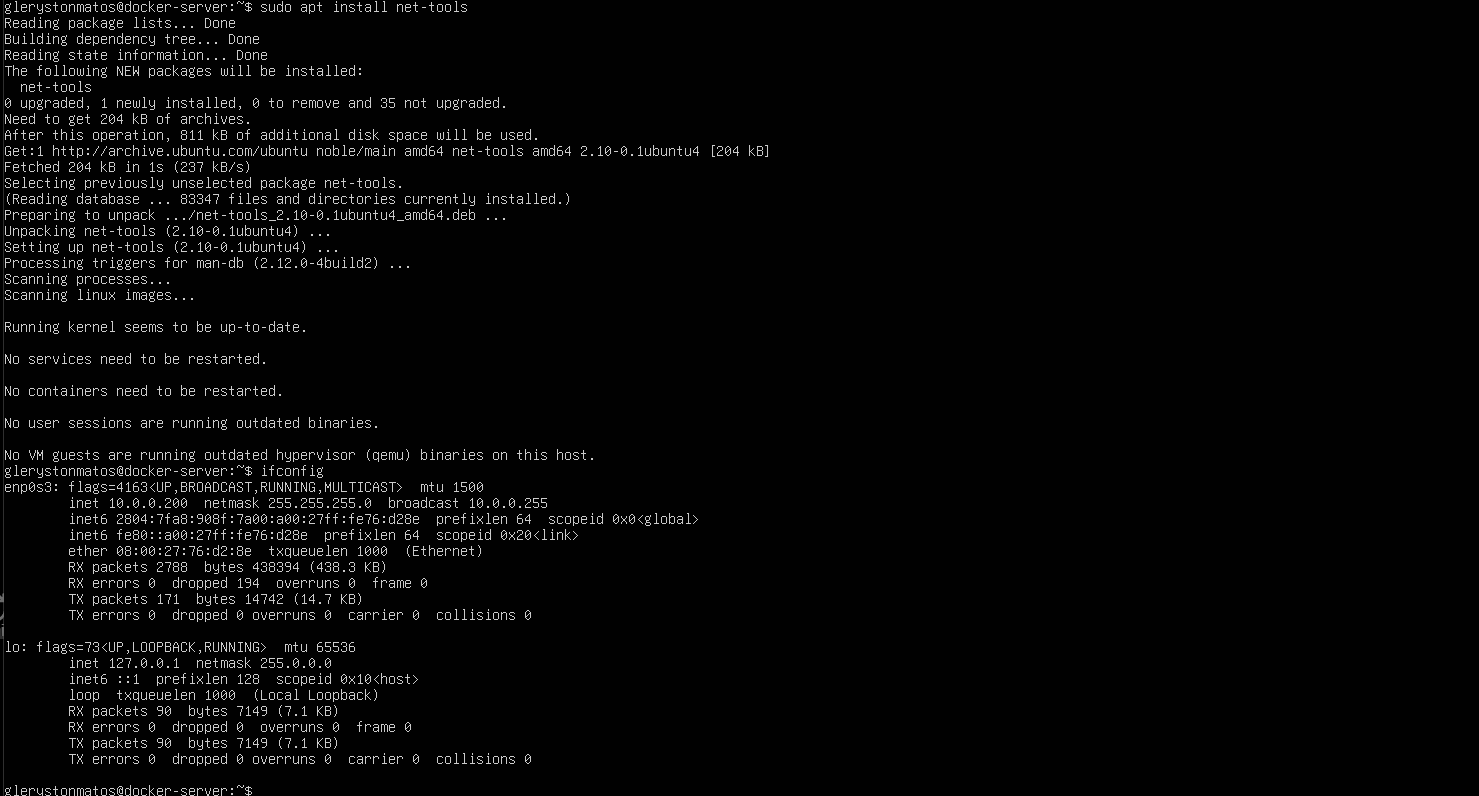 glerystonmatos@docker-server:~$ sudo apt install net-tools
Reading package lists... Done
Building dependency tree... Done
Reading state information... Done
The following NEW packages will be installed:
  net-tools
0 upgraded, 1 newly installed, 0 to remove and 35 not upgraded.
Need to get 204 kB of archives.
After this operation, 811 kB of additional disk space will be used.
Get:1 http://archive.ubuntu.com/ubuntu noble/main amd64 net-tools amd64 2.10-0.1ubuntu4 [204 kB]
Fetched 204 kB in 1s (237 kB/s)
Selecting previously unselected package net-tools.
(Reading database ... 83347 files and directories currently installed.)
Preparing to unpack .../net-tools_2.10-0.1ubuntu4_amd64.deb ...
Unpacking net-tools (2.10-0.1ubuntu4) ...
Setting up net-tools (2.10-0.1ubuntu4) ...
Processing triggers for man-db (2.12.0-4build2) ...
Scanning processes...
Scanning linux images...

Running kernel seems to be up-to-date.

No services need to be restarted.

No containers need to be restarted.

No user sessions are running outdated binaries.

No VM guests are running outdated hypervisor (qemu) binaries on this host.
glerystonmatos@docker-server:~$ ifconfig
enp0s3: flags=4163<UP,BROADCAST,RUNNING,MULTICAST>  mtu 1500
        inet 10.0.0.200  netmask 255.255.255.0  broadcast 10.0.0.255
        inet6 2804:7fa8:908f:7a00:a00:27ff:fe76:d28e  prefixlen 64  scopeid 0x0<global>
        inet6 fe80::a00:27ff:fe76:d28e  prefixlen 64  scopeid 0x20<link>
        ether 08:00:27:76:d2:8e  txqueuelen 1000  (Ethernet)
        RX packets 2788  bytes 438394 (438.3 KB)
        RX errors 0  dropped 194  overruns 0  frame 0
        TX packets 171  bytes 14742 (14.7 KB)
        TX errors 0  dropped 0 overruns 0  carrier 0  collisions 0

lo: flags=73<UP,LOOPBACK,RUNNING>  mtu 65536
        inet 127.0.0.1  netmask 255.0.0.0
        inet6 ::1  prefixlen 128  scopeid 0x10<host>
        loop  txqueuelen 1000  (Local Loopback)
        RX packets 90  bytes 7149 (7.1 KB)
        RX errors 0  dropped 0  overruns 0  frame 0
        TX packets 90  bytes 7149 (7.1 KB)
        TX errors 0  dropped 0 overruns 0  carrier 0  collisions 0

glerystonmatos@docker-server:~$